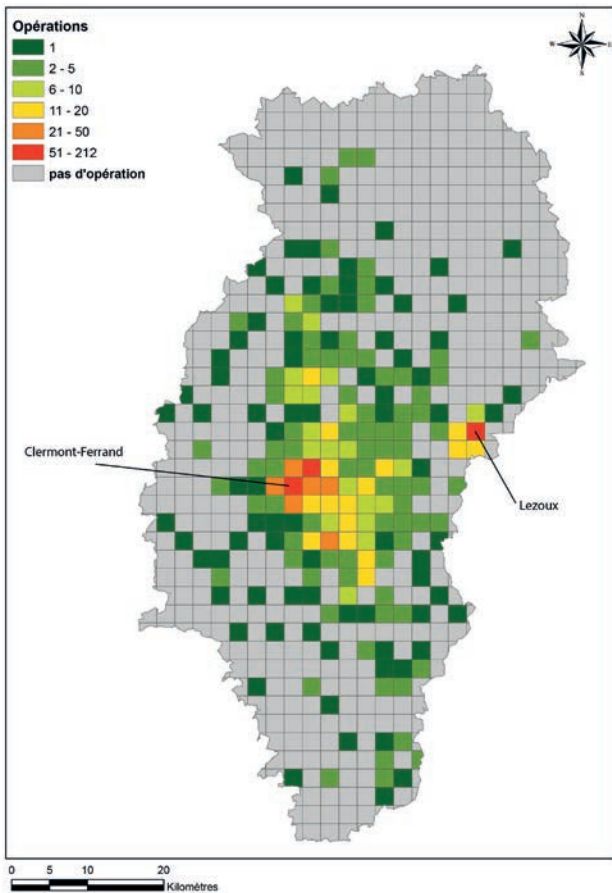 Opérations
1
2 - 5
6 - 10
11 - 20
21 - 50
51 - 212
pas d'opération
N
W
E
S
Clermont-Ferrand
Lezoux
0 5 10 20
Kilomètres